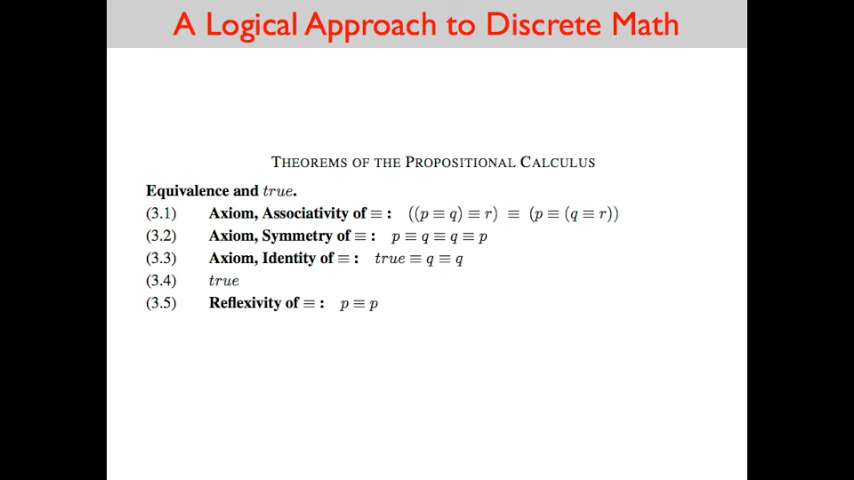 A Logical Approach to Discrete Math
THEOREMS OF THE PROPOSITIONAL CALCULUS
Equivalence and true.
(3.1) Axiom, Associativity of ≡ : ((p ≡ q) ≡ r) ≡ (p ≡ (q ≡ r))
(3.2) Axiom, Symmetry of ≡ : p ≡ q ≡ q ≡ p
(3.3) Axiom, Identity of ≡ : true ≡ q ≡ q
(3.4) true
(3.5) Reflexivity of ≡ : p ≡ p